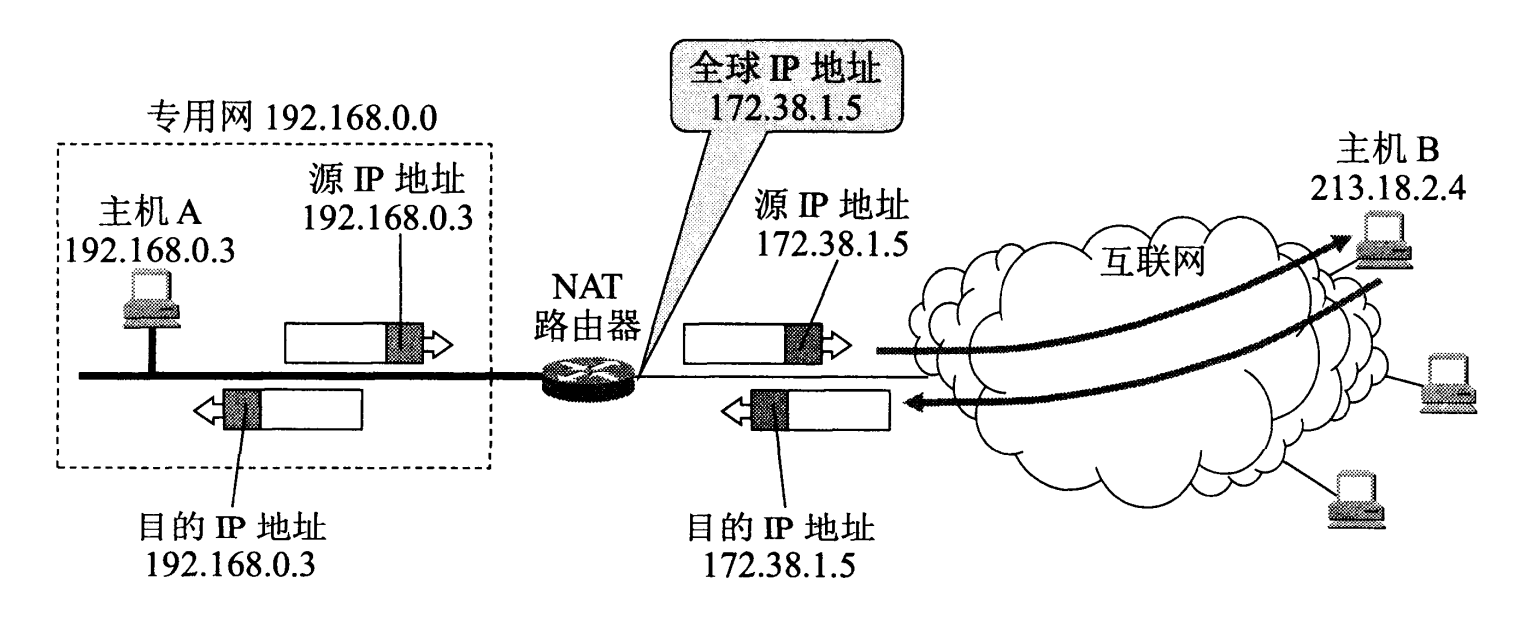 全球 IP 地址
172.38.1.5
专用网 192.168.0.0
源 IP 地址
192.168.0.3
主机 A
192.168.0.3
NAT
路由器
源 IP 地址
172.38.1.5
互联网
主机 B
213.18.2.4
目的 IP 地址
192.168.0.3
目的 IP 地址
172.38.1.5